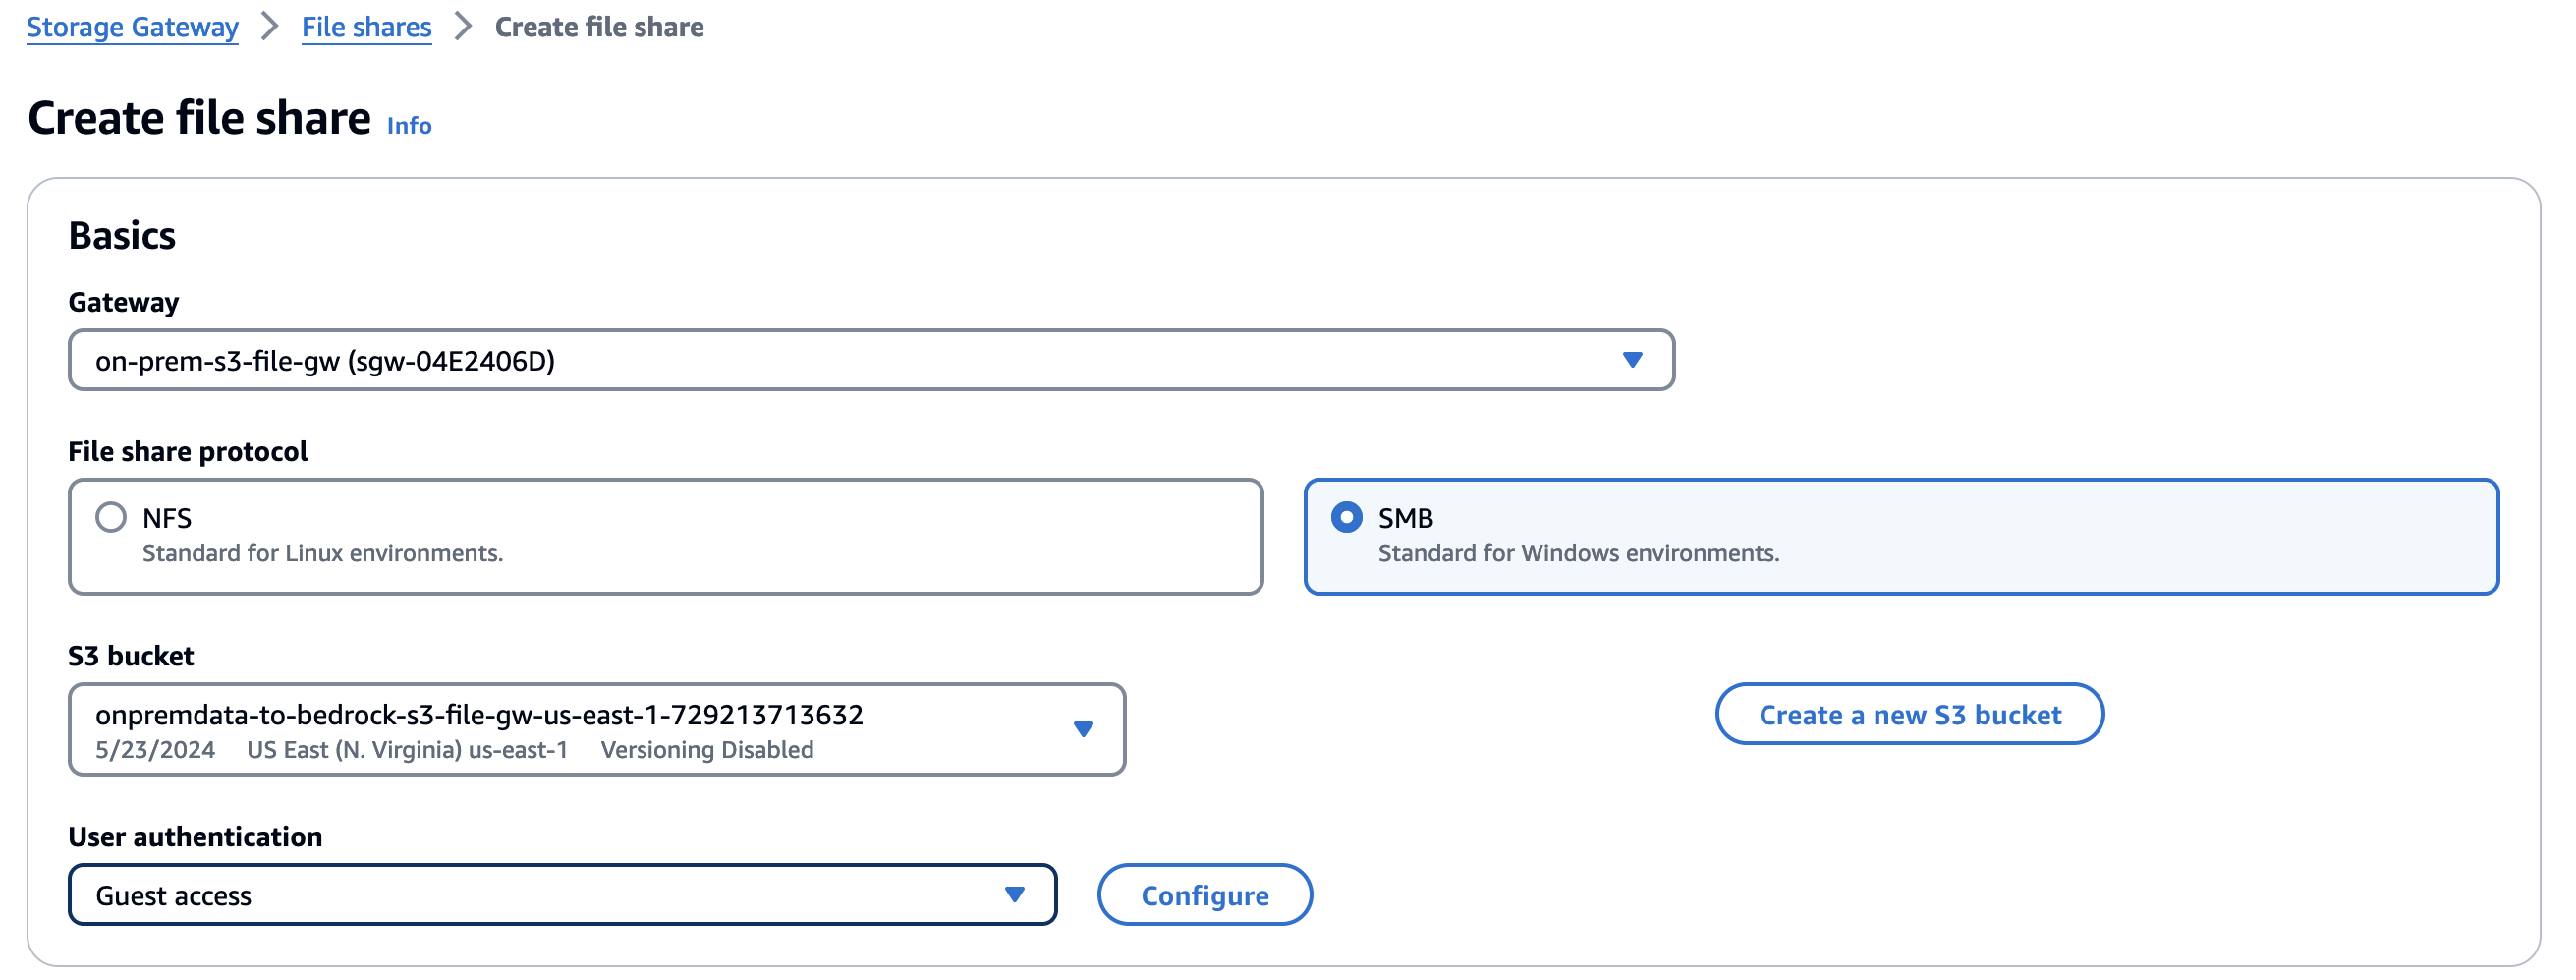 Storage Gateway > File shares > Create file share
Create file share Info
Basics
Gateway
on-prem-s3-file-gw (sgw-04E2406D)
File share protocol
NFS
Standard for Linux environments.
SMB
Standard for Windows environments.
S3 bucket
onpremdata-to-bedrock-s3-file-gw-us-east-1-729213713632
5/23/2024 US East (N. Virginia) us-east-1 Versioning Disabled
Create a new S3 bucket
User authentication
Guest access
Configure